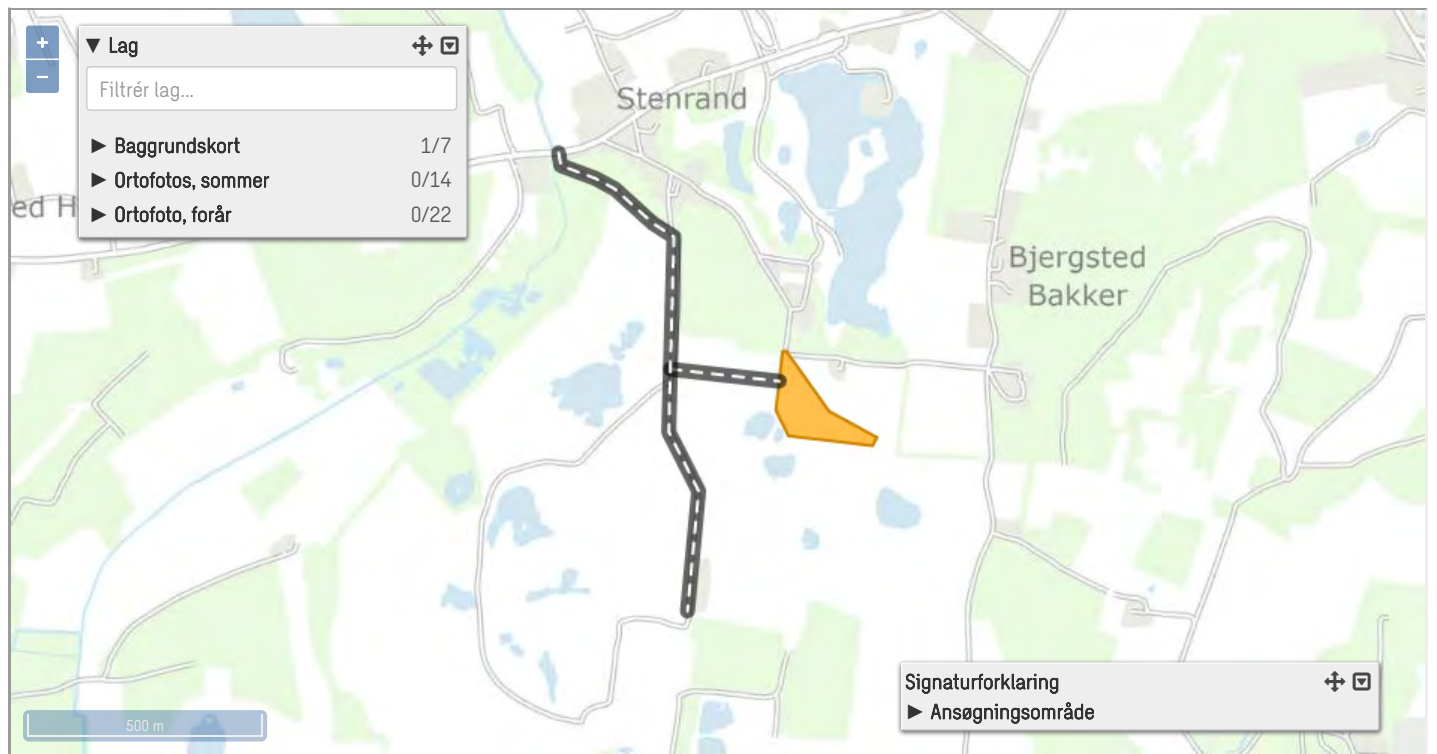 +
−
▼ Lag
Filtrér lag...
▶ Baggrundskort 1/7
▶ Ortofotos, sommer 0/14
▶ Ortofoto, forår 0/22
Stenrand
ed H
Bjergsted
Bakker
Signaturforklaring
▶ Ansøgningsområde
500 m